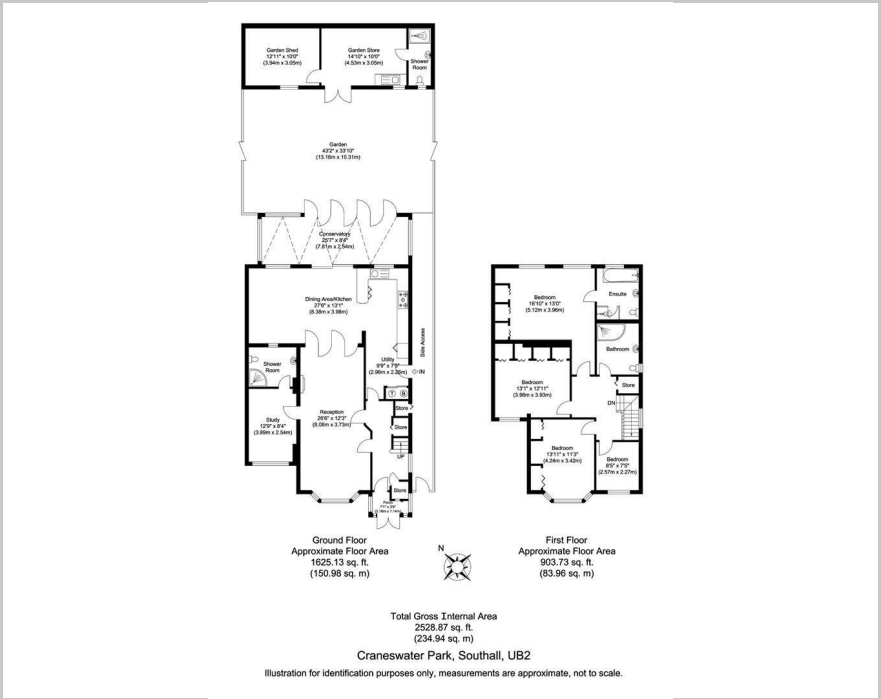 Garden Shed
12'11" x 10'0"
(3.94m x 3.05m)
Garden Store
14'10" x 10'0"
(4.53m x 3.05m)
Shower
Room
Garden
43'2" x 33'10"
(13.16m x 10.31m)
Conservatory
25'7" x 8'4"
(7.81m x 2.54m)
Dining Area/Kitchen
27'6" x 13'1"
(8.38m x 3.98m)
Side Access
Utility
9'9" x 7'5"
(2.96m x 2.26m)
IN
Shower
Room
T
B
Store
Store
Reception
26'6" x 12'3"
(8.08m x 3.73m)
Study
12'9" x 8'4"
(3.89m x 2.54m)
UP
Store
Porch
7'1" x 3'9"
Bedroom
16'10" x 13'0"
(5.12m x 3.96m)
Ensuite
Bathroom
Bedroom
13'1" x 12'11"
(3.98m x 3.93m)
Store
DN
Bedroom
13'11" x 11'3"
(4.24m x 3.42m)
Bedroom
8'5" x 7'5"
(2.57m x 2.27m)
Ground Floor
Approximate Floor Area
1625.13 sq. ft.
(150.98 sq. m)
N
First Floor
Approximate Floor Area
903.73 sq. ft.
(83.96 sq. m)
Total Gross Internal Area
2528.87 sq. ft.
(234.94 sq. m)
Craneswater Park, Southall, UB2
Illustration for identification purposes only, measurements are approximate, not to scale.